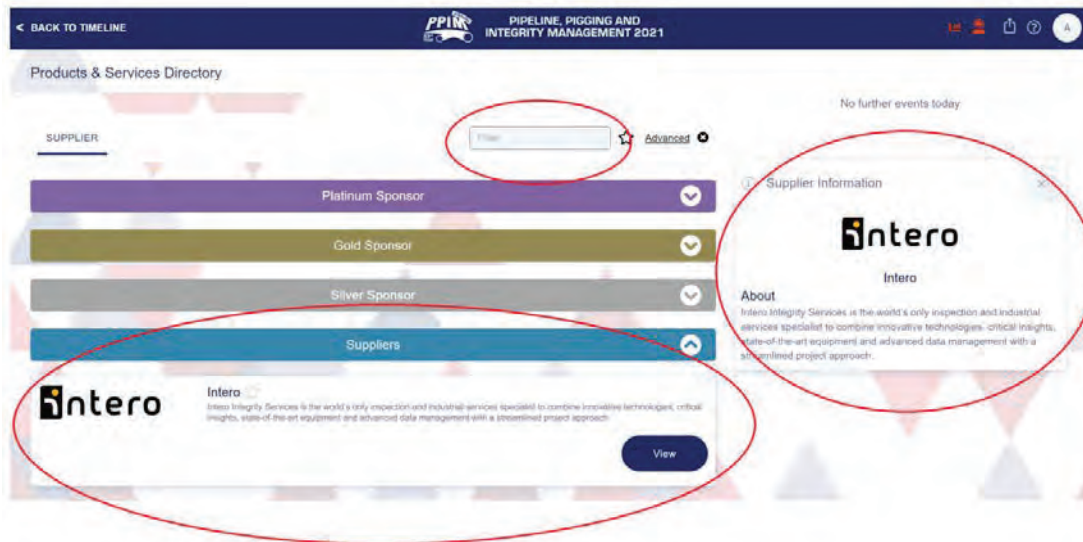 < BACK TO TIMELINE
PPIM
PIPELINE, PIGGING AND
INTEGRITY MANAGEMENT 2021
A
Products & Services Directory
No further events today
SUPPLIER
Filter
Advanced
Platinum Sponsor
Supplier Information
intero
Gold Sponsor
Intero
Silver Sponsor
About
Intero Integrity Services is the world's only inspection and industrial
services specialist to combine innovative technologies, critical insights,
state-of-the-art equipment and advanced data management with a
streamlined project approach.
Suppliers
intero
Intero
Intero Integrity Services is the world's only inspection and industrial services specialist to combine innovative technologies, critical
insights, state-of-the-art equipment and advanced data management with a streamlined project approach.
View